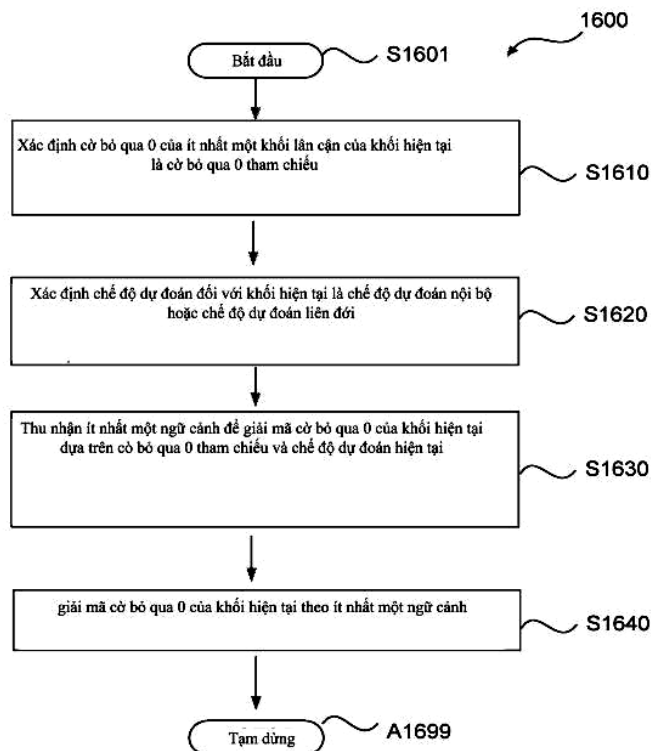 1600
Bắt đầu
S1601
Xác định cờ bỏ qua 0 của ít nhất một khối lân cận của khối hiện tại
là cờ bỏ qua 0 tham chiếu
S1610
Xác định chế độ dự đoán đối với khối hiện tại là chế độ dự đoán nội bộ
hoặc chế độ dự đoán liên đới
S1620
Thu nhận ít nhất một ngữ cảnh để giải mã cờ bỏ qua 0 của khối hiện tại
dựa trên cò bỏ qua 0 tham chiếu và chế độ dự đoán hiện tại
S1630
giải mã cờ bỏ qua 0 của khối hiện tại theo ít nhất một ngữ cảnh
S1640
Tạm dừng
A1699